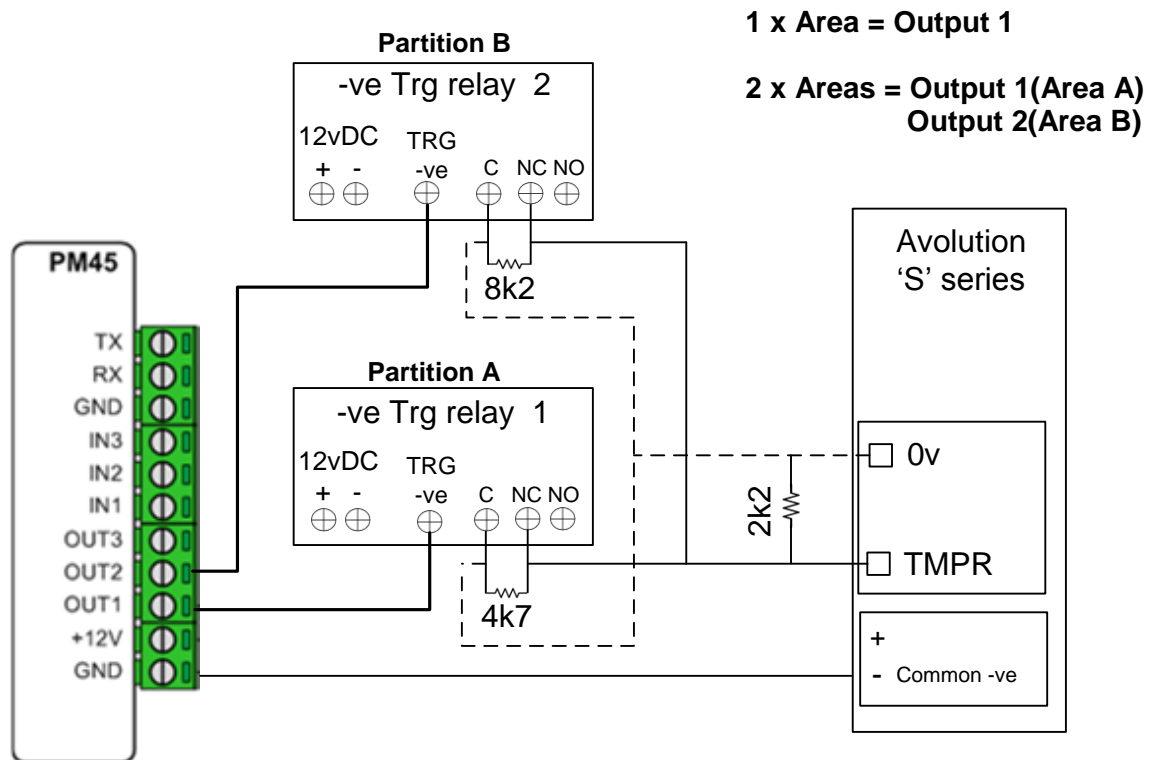 1 x Area = Output 1
2 x Areas = Output 1(Area A)
Output 2(Area B)
Partition B
-ve Trg relay 2
12vDC TRG
+ - -ve C NC NO
8k2
Partition A
-ve Trg relay 1
12vDC TRG
+ - -ve C NC NO
4k7
PM45
TX
RX
GND
IN3
IN2
IN1
OUT3
OUT2
OUT1
+12V
GND
2k2
Avolution
‘S’ series
0v
TMPR
+
- Common -ve